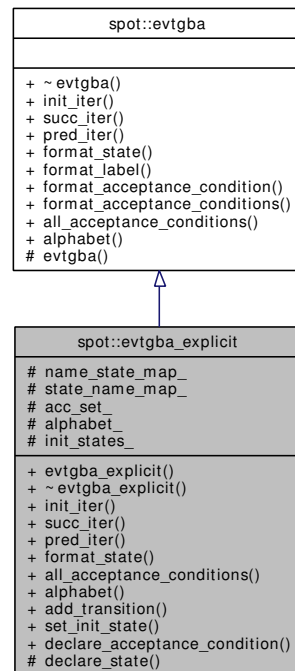 spot::evtgba
+ ~ evtgba()
+ init_iter()
+ succ_iter()
+ pred_iter()
+ format_state()
+ format_label()
+ format_acceptance_condition()
+ format_acceptance_conditions()
+ all_acceptance_conditions()
+ alphabet()
# evtgba()
spot::evtgba_explicit
# name_state_map_
# state_name_map_
# acc_set_
# alphabet_
# init_states_
+ evtgba_explicit()
+ ~ evtgba_explicit()
+ init_iter()
+ succ_iter()
+ pred_iter()
+ format_state()
+ all_acceptance_conditions()
+ alphabet()
+ add_transition()
+ set_init_state()
+ declare_acceptance_condition()
# declare_state()